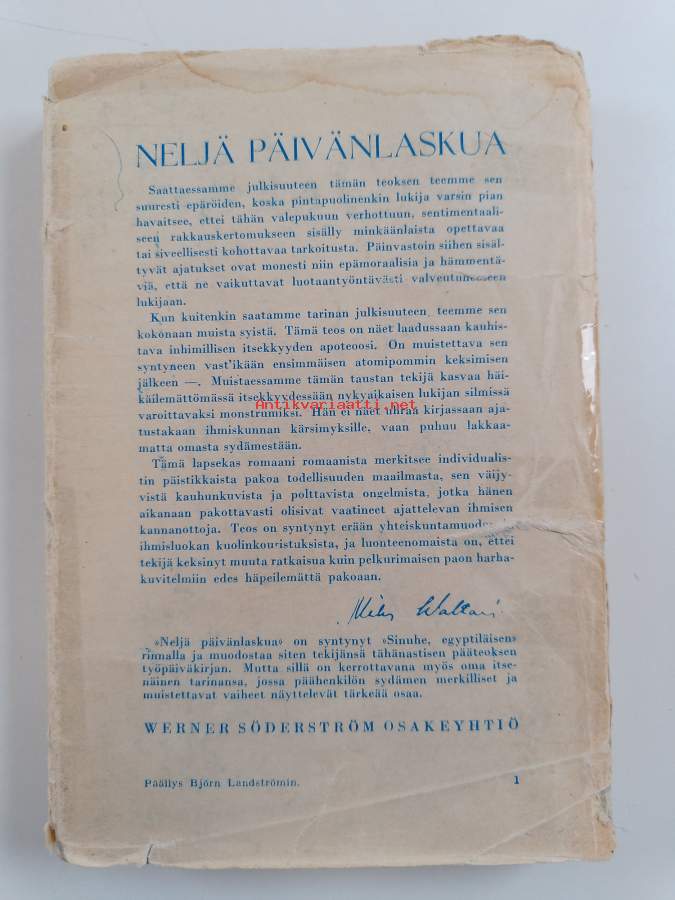 NELJÄ PÄIVÄNLASKUA
Saattaessamme julkisuuteen tämän teoksen teemme sen
suuresti epäröiden, koska pintapuolinenkin lukija varsin pian
havaitsee, ettei tähän valepukuun verhottuun, sentimentaali-
seen rakkauskertomukseen sisälly minkäänlaista opettavaa
tai siveellisesti kohottavaa tarkoitusta. Päinvastoin siihen sisäl-
tyvät ajatukset ovat monesti niin epämoraalisia ja hämmentä-
viä, että ne vaikuttavat luotaantyöntävästi valveutuneeseen
lukijaan.
Kun kuitenkin saatamme tarinan julkisuuteen, teemme sen
kokonaan muista syistä. Tämä teos on näet laadussaan kauhis-
tava inhimillisen itsekkyyden apoteoosi. On muistettava sen
syntyneen vast'ikään ensimmäisen atomipommin keksimisen
jälkeen —. Muistaessamme tämän taustan tekijä kasvaa häi-
käilemättömässä itsekkyydessään nykyaikaisen lukijan silmissä
varoittavaksi monstrumiksi. Hän ei näet uhraa kirjassaan aja-
Antikvariaatti.net
tustakaan ihmiskunnan kärsimyksille, vaan puhuu lakkaa-
matta omasta sydämestään.
Tämä lapsekas romaani romaanista merkitsee individualis-
tin päistikkaista pakoa todellisuuden maailmasta, sen väijy-
vistä kauhunkuvista ja polttavista ongelmista, jotka hänen
aikanaan pakottavasti olisivat vaatineet ajattelevan ihmisen
kannanottoja. Teos on syntynyt erään yhteiskuntamuodon
ihmisluokan kuolinkouristuksista, ja luonteenomaista on, ettei
tekijä keksinyt muuta ratkaisua kuin pelkurimaisen paon harha-
kuvitelmiin edes häpeilemättä pakoaan.
Mika Waltari
»Neljä päivänlaskua» on syntynyt »Sinuhe, egyptiläisen»
rinnalla ja muodostaa siten tekijänsä tähänastisen pääteoksen
työpäiväkirjan. Mutta sillä on kerrottavana myös oma itse-
näinen tarinansa, jossa päähenkilön sydämen merkilliset ja
muistettavat vaiheet näyttelevät tärkeää osaa.
WERNER SÖDERSTRÖM OSAKEYHTIÖ
Päällys Björn Landströmin. 1